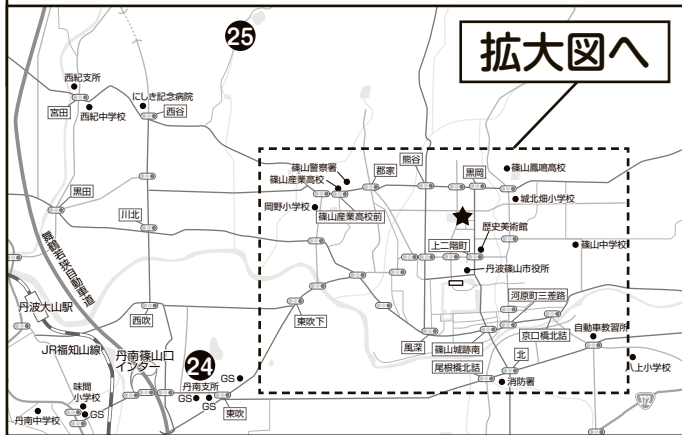 25
拡大図へ
西紀支所
にしき記念病院
宮田
西紀中学校
西谷
篠山警察署
篠山産業高校
郡家
熊谷
黒岡
篠山鳳鳴高校
城北畑小学校
岡野小学校
篠山産業高校前
黒田
川北
上二階町
歴史美術館
篠山中学校
丹波篠山市役所
舞鶴若狭自動車道
丹波大山駅
西吹
東吹下
河原町三差路
京口橋北詰
自動車教習所
風深
篠山城跡南
北
尾根橋北詰
八上小学校
消防署
JR福知山線
丹南篠山口
インター
24
丹南支所
GS
GS
GS
東吹
味間
小学校
GS
丹南中学校
372